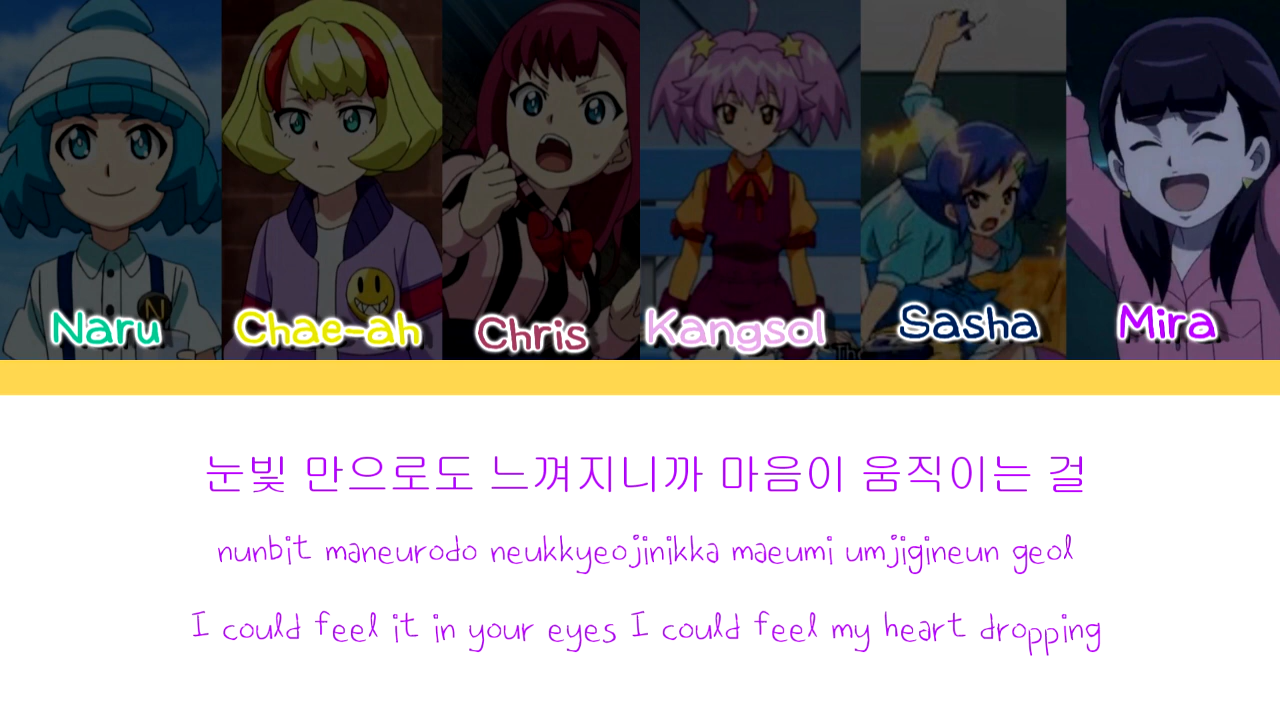 N
Naru
Chae-ah
Chris
Kangsol
Sasha
Mira
눈빛 만으로도 느껴지니까 마음이 움직이는 걸
nunbit maneurodo neukkyeojinikka maeumi umjigineun geol
I could feel it in your eyes I could feel my heart dropping